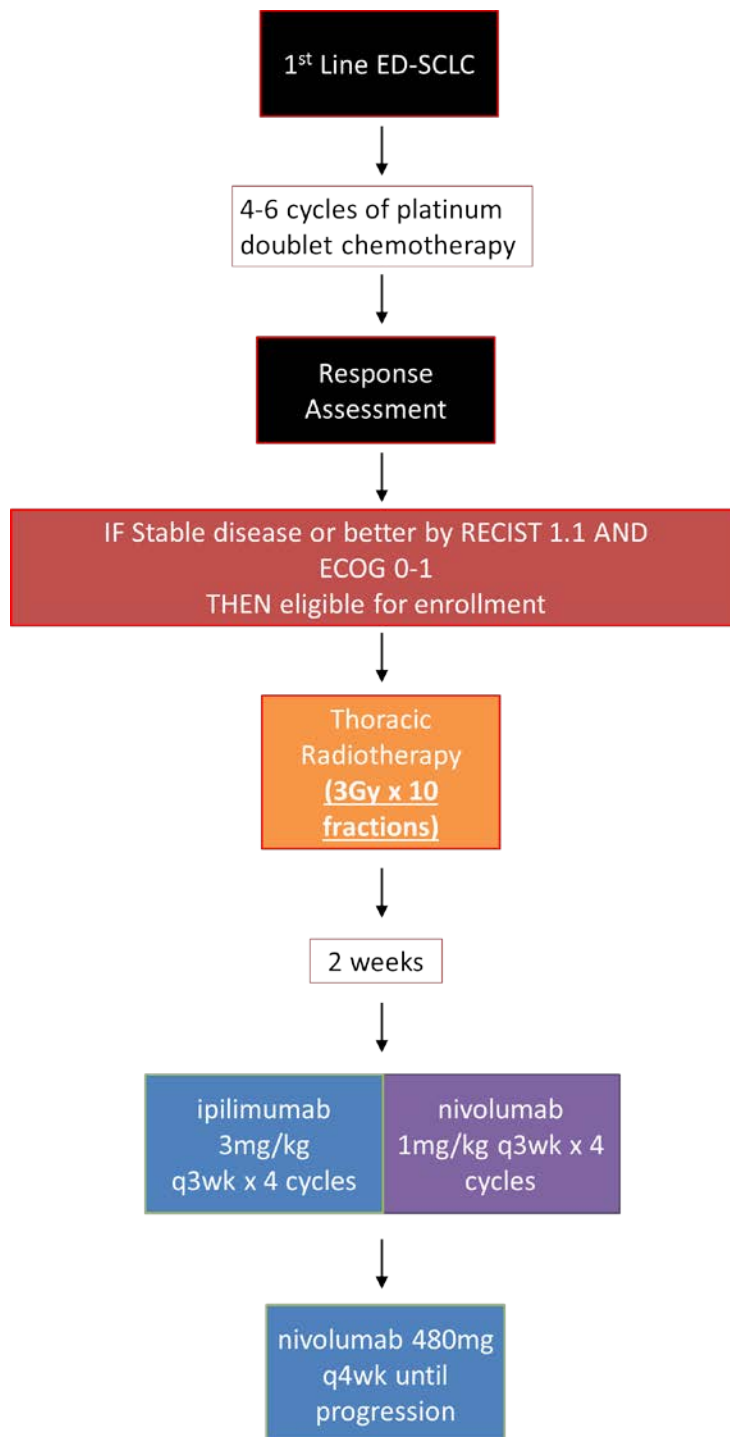 1st Line ED-SCLC
4-6 cycles of platinum
doublet chemotherapy
Response
Assessment
IF Stable disease or better by RECIST 1.1 AND
ECOG 0-1
THEN eligible for enrollment
Thoracic
Radiotherapy
(3Gy x 10
fractions)
2 weeks
ipilimumab
3mg/kg
q3wk x 4 cycles
nivolumab
1mg/kg q3wk x 4
cycles
nivolumab 480mg
q4wk until
progression